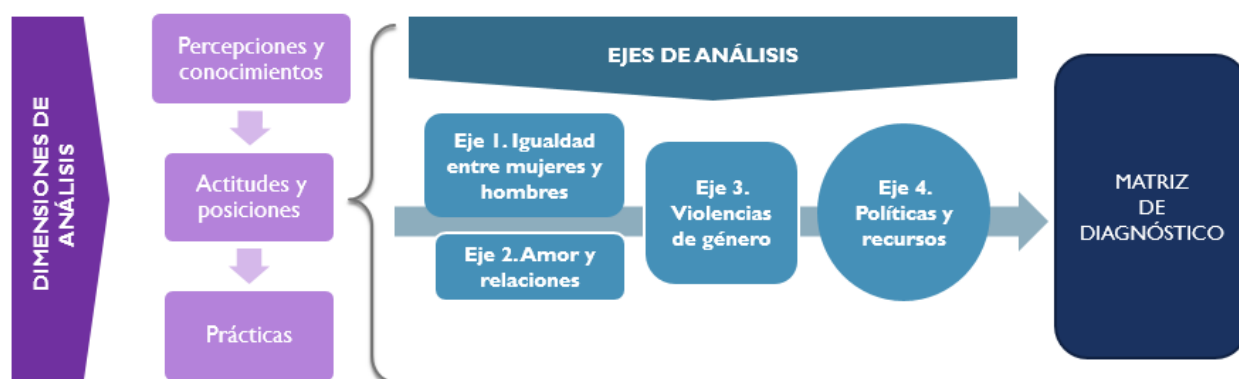 DIMENSIONES DE
ANÁLISIS
Percepciones y
conocimientos
Actitudes y
posiciones
Prácticas
EJES DE ANÁLISIS
Eje 1. Igualdad
entre mujeres y
hombres
Eje 2. Amor y
relaciones
Eje 3.
Violencias
de género
Eje 4.
Políticas y
recursos
MATRIZ
DE
DIAGNÓSTICO